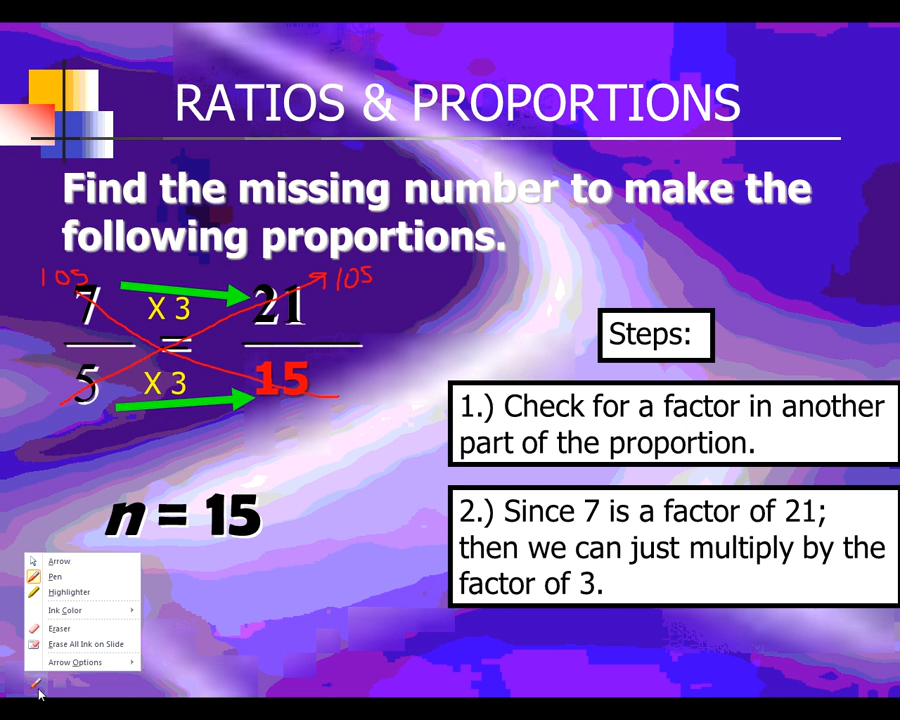 RATIOS & PROPORTIONS
Find the missing number to make the
following proportions.
105 105
7 X 3 21
=
5 X 3 15
n = 15
Steps:
1.) Check for a factor in another
part of the proportion.
2.) Since 7 is a factor of 21;
then we can just multiply by the
factor of 3.
Arrow
Pen
Highlighter
Ink Color
Eraser
Erase All Ink on Slide
Arrow Options